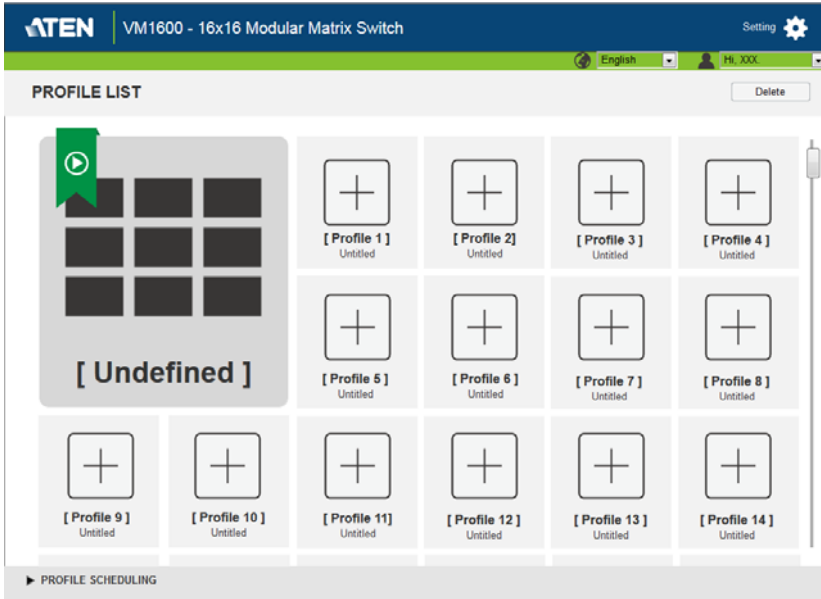 ATEN VM1600 - 16x16 Modular Matrix Switch Setting
English Hi, XXX.
PROFILE LIST Delete
[ Profile 1 ] [ Profile 2] [ Profile 3 ] [ Profile 4 ]
Untitled Untitled Untitled Untitled
[ Undefined ] [ Profile 5 ] [ Profile 6 ] [ Profile 7 ] [ Profile 8 ]
Untitled Untitled Untitled Untitled
[ Profile 9 ] [ Profile 10 ] [ Profile 11] [ Profile 12 ] [ Profile 13 ] [ Profile 14 ]
Untitled Untitled Untitled Untitled Untitled Untitled
PROFILE SCHEDULING